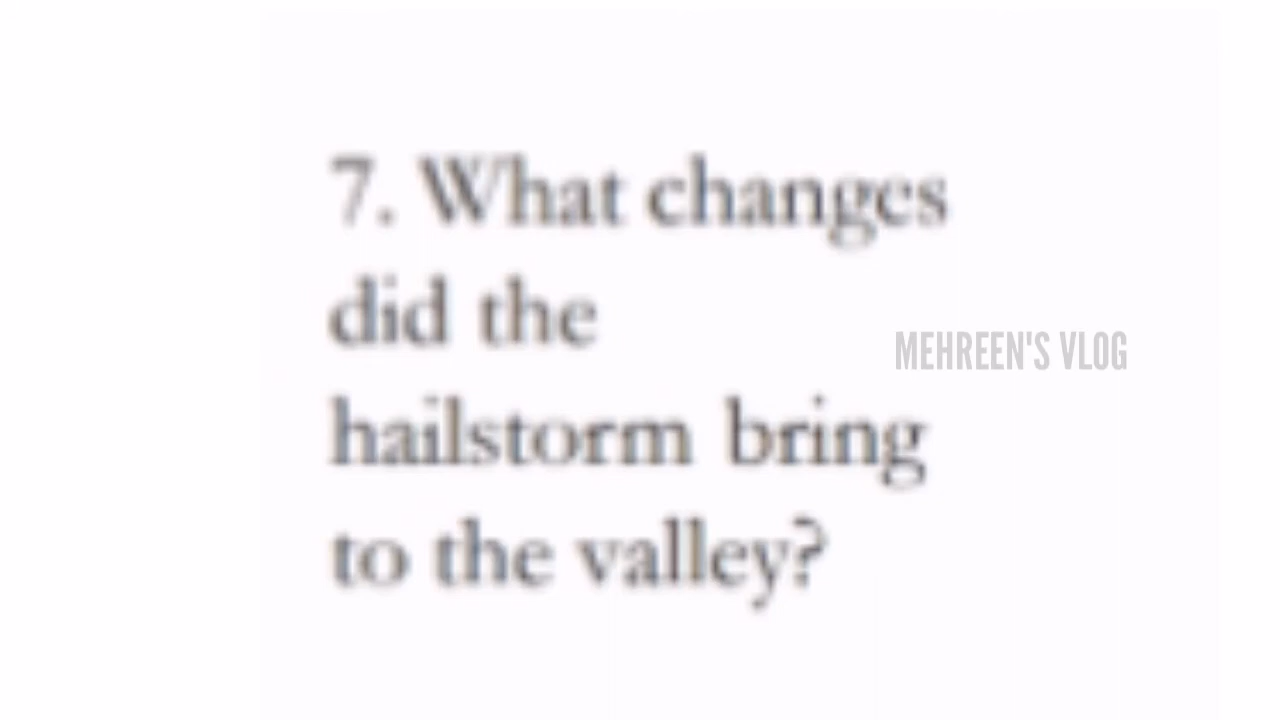 7. What changes
did the
MEHREEN'S VLOG
hailstorm bring
to the valley?